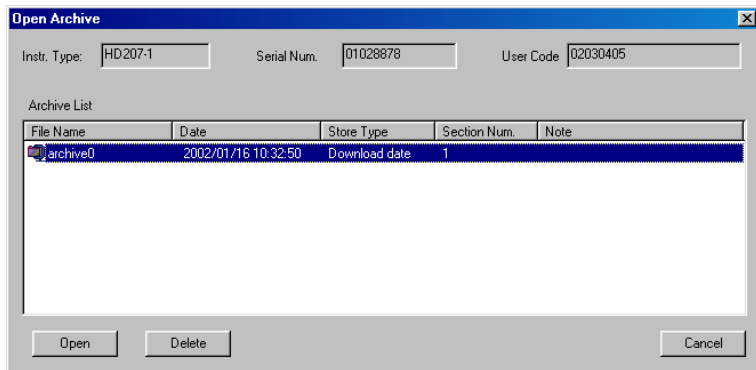 Open Archive
Instr. Type: HD207-1 Serial Num. 01028878 User Code 02030405
Archive List
File Name Date Store Type Section Num. Note
archive0 2002/01/16 10:32:50 Download date 1
Open Delete Cancel